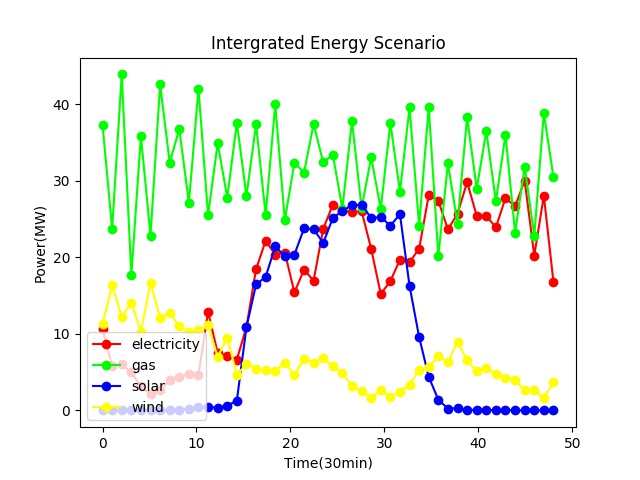 Intergrated Energy Scenario
Power(MW)
40
30
20
10
0
electricity
gas
solar
wind
0 10 20 30 40 50
Time(30min)